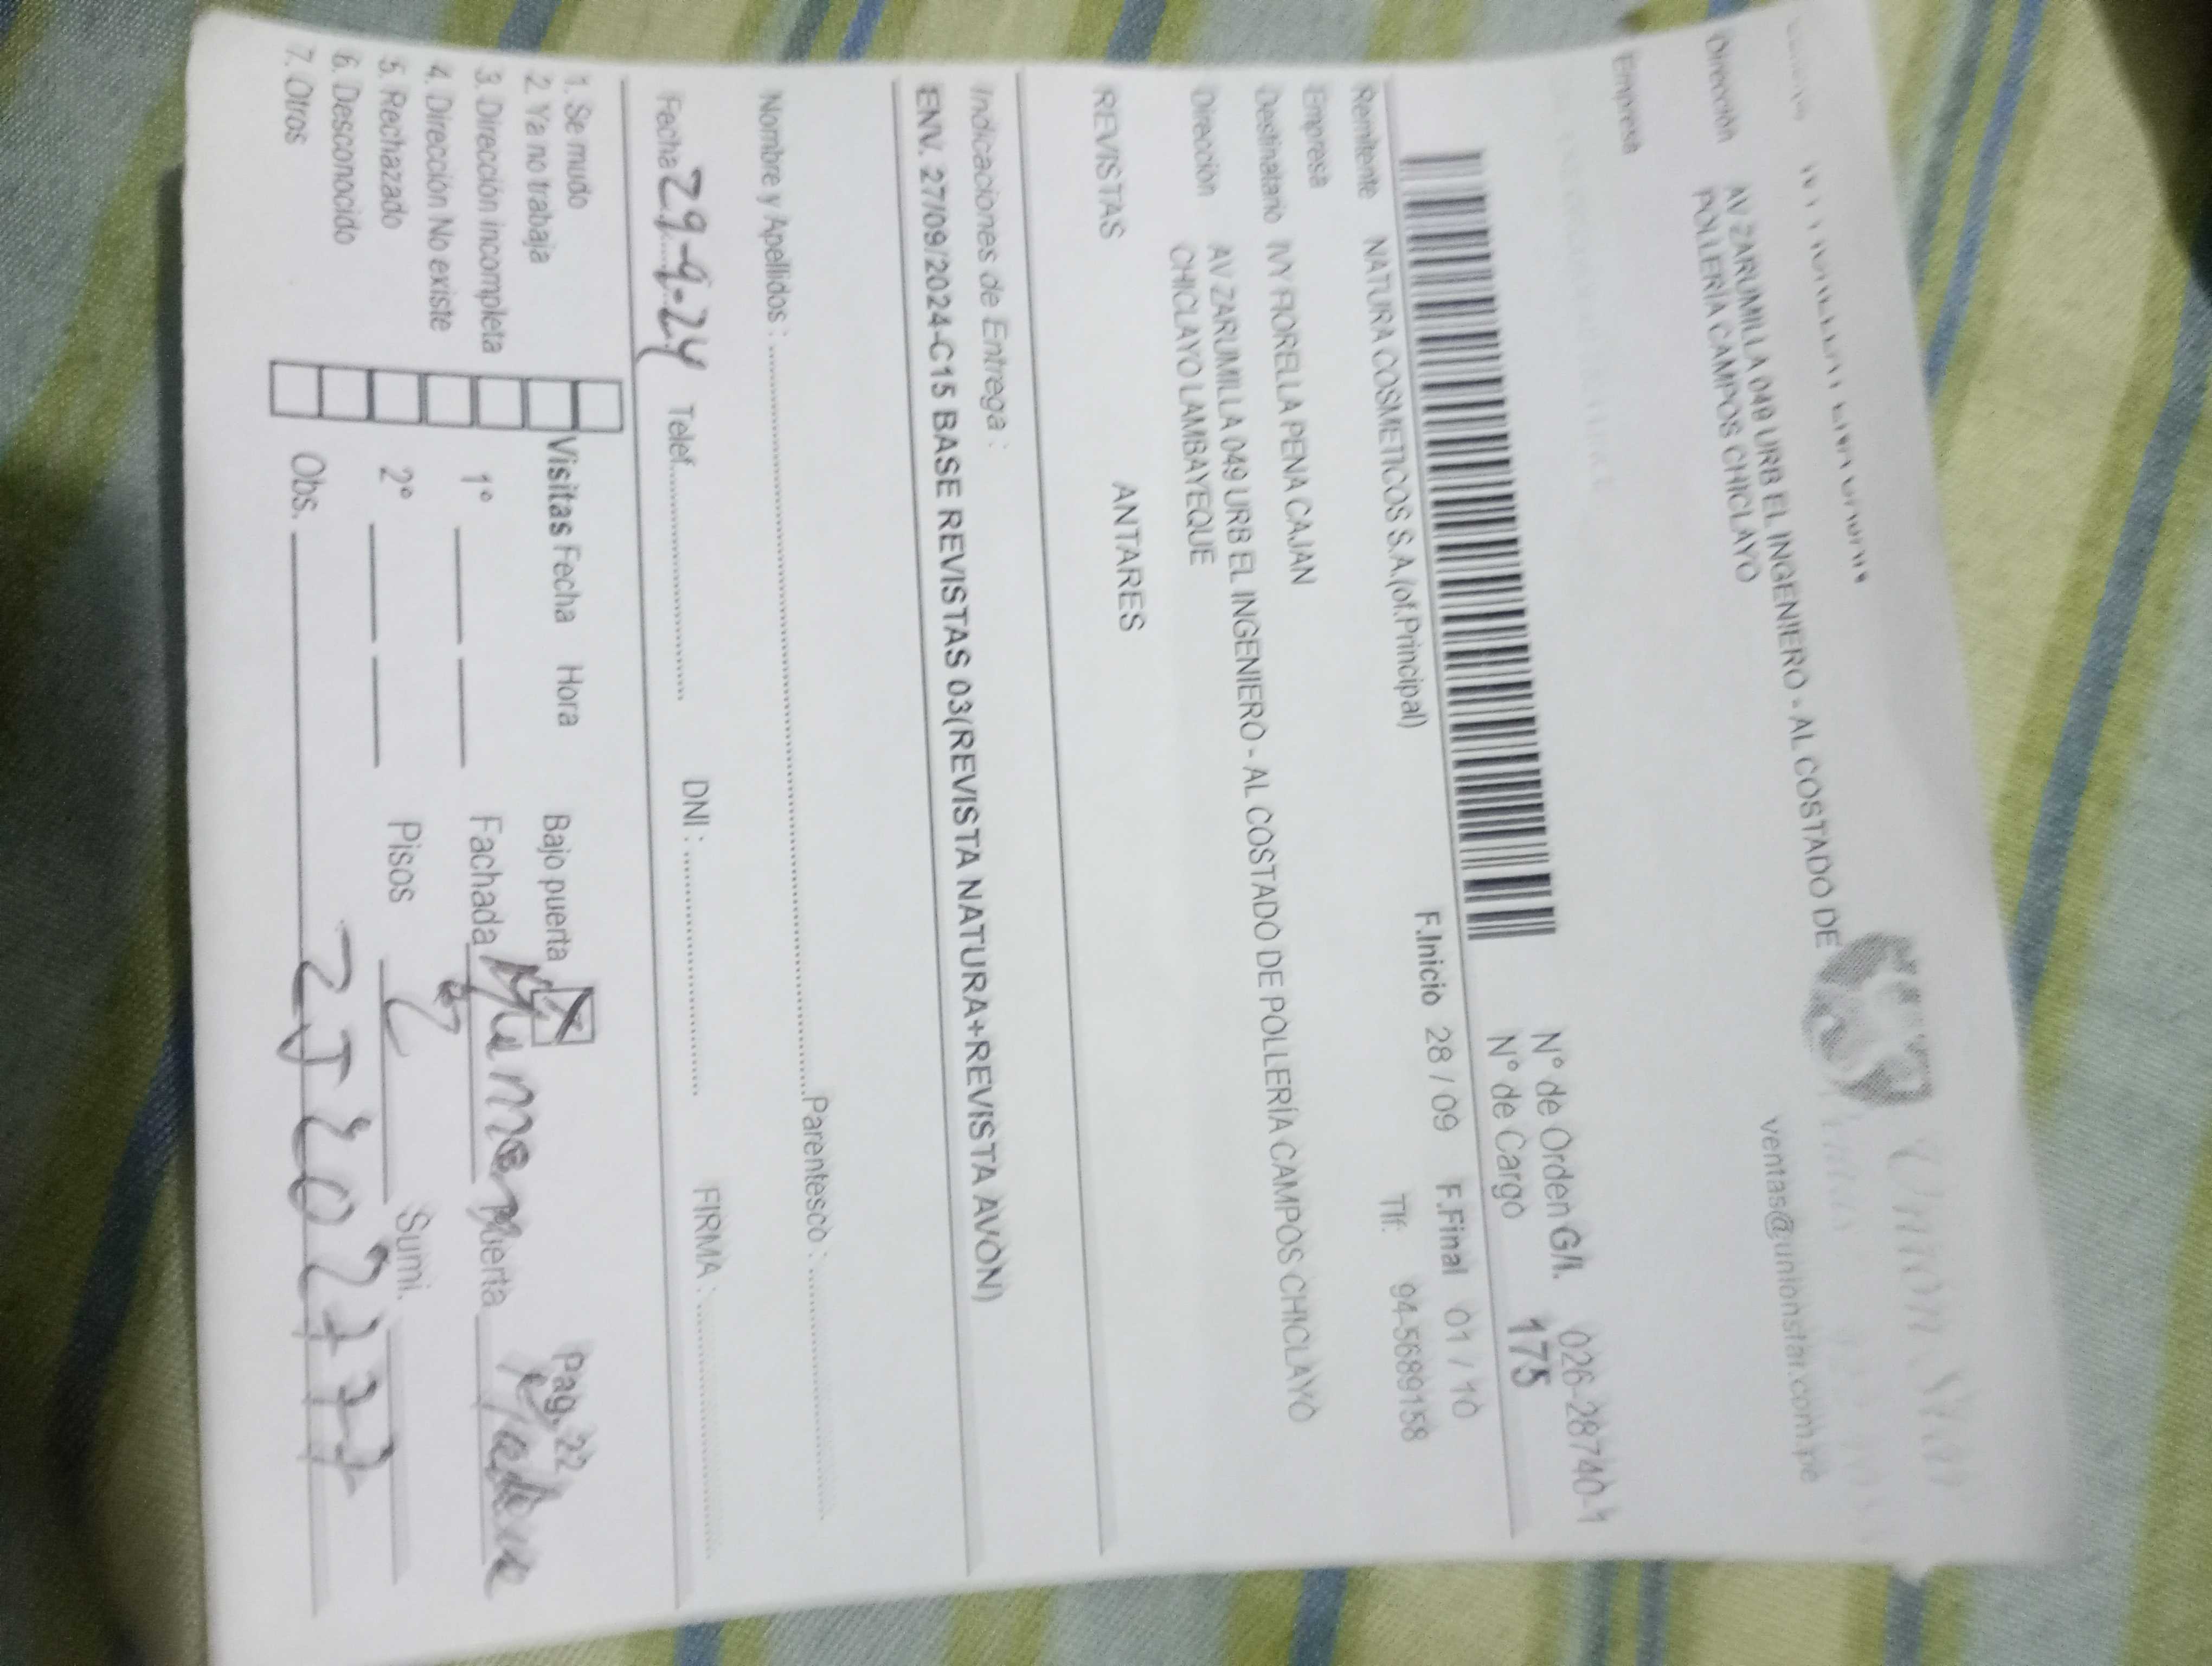 Union Star
ventas@unionstar.com.pe
Dirección AV ZARUMILLA 049 URB EL INGENIERO - AL COSTADO DE
POLLERÍA CAMPOS CHICLAYO
Empresa
N° de Orden G/I. 026-28740-1
N° de Cargo 175
F.Inicio 28 / 09 F.Final 01 / 10
Remitente NATURA COSMETICOS S.A.(of.Principal) Tlf: 94-56891​58
Empresa
Destinatario IVY FIORELLA PENA CAJAN
Dirección AV ZARUMILLA 049 URB EL INGENIERO - AL COSTADO DE POLLERÍA CAMPOS CHICLAYO
CHICLAYO LAMBAYEQUE
REVISTAS ANTARES
Indicaciones de Entrega :
ENV. 27/09/2024-C15 BASE REVISTAS 03(REVISTA NATURA+REVISTA AVON)
Nombre y Apellidos : Parentesco :
Fecha 29-9-24 Telef. DNI : FIRMA :
1. Se mudo
2. Ya no trabaja
3. Dirección incompleta
4. Dirección No existe
5. Rechazado
6. Desconocido
7. Otros
Visitas Fecha Hora Bajo puerta Pag. 22
1° Fachada Puerta
2° Pisos 2 Sumi.
Obs.